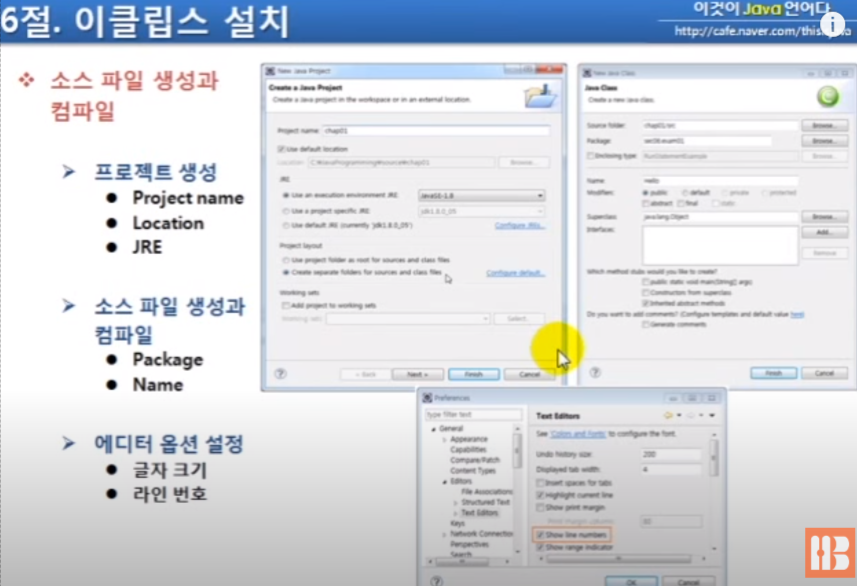 6절. 이클립스 설치
이것이 Java 언어다
http://cafe.naver.com/this
소스 파일 생성과
컴파일
프로젝트 생성
Project name
Location
JRE
소스 파일 생성과
컴파일
Package
Name
에디터 옵션 설정
글자 크기
라인 번호
New Java Project
Create a Java Project
Create a Java project in the workspace or in an external location.
Project name: chap01
Use default location
Location: Browse...
JRE
Use an execution environment JRE: JavaSE-1.8
Use a project specific JRE: jdk1.8.0_05
Use default JRE (currently 'jdk1.8.0_05') Configure JREs...
Project layout
Use project folder as root for sources and class files
Create separate folders for sources and class files Configure default...
Working sets
Add project to working sets
Working sets: Select...
< Back Next > Finish Cancel
New Java Class
Java Class
Create a new Java class.
Source folder: chap01/src Browse...
Package: sec06.exam01 Browse...
Enclosing type: Browse...
Name: Hello
Modifiers: public default private protected
abstract final static
Superclass: java.lang.Object Browse...
Interfaces: Add...
Remove
Which method stubs would you like to create?
public static void main(String[] args)
Constructors from superclass
Inherited abstract methods
Do you want to add comments? (Configure templates and default value here)
Generate comments
Finish Cancel
Preferences
type filter text
General
Appearance
Capabilities
Compare/Patch
Content Types
Editors
File Associations
Structured Text
Text Editors
Keys
Network Connection
Perspectives
Search
Text Editors
See 'Colors and Fonts' to configure the font.
Undo history size: 200
Displayed tab width: 4
Insert spaces for tabs
Highlight current line
Show print margin
Print margin column: 80
Show line numbers
Show range indicator
OK Cancel